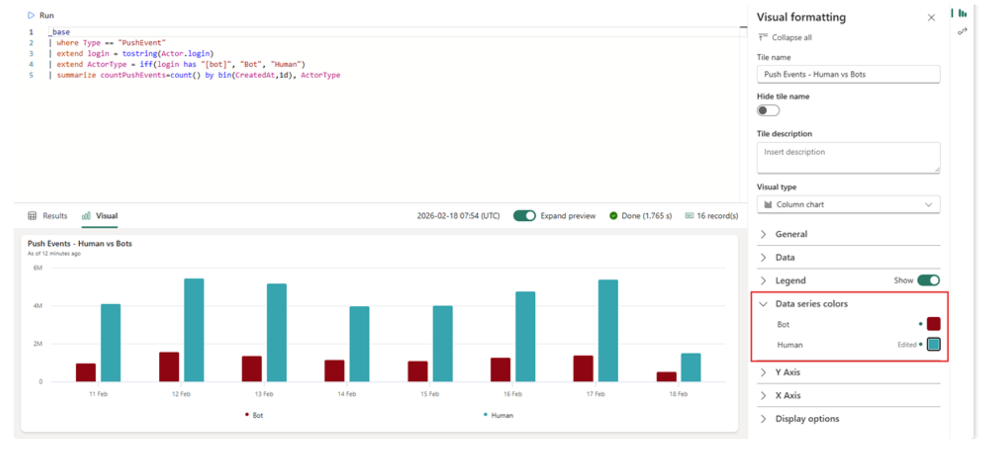 Run
1 _base
2 | where Type == "PushEvent"
3 | extend login = tostring(Actor.login)
4 | extend ActorType = iff(login has "[bot]", "Bot", "Human")
5 | summarize countPushEvents=count() by bin(CreatedAt,1d), ActorType
Results Visual 2026-02-18 07:54 (UTC) Expand preview Done (1.765 s) 16 record(s)
Push Events - Human vs Bots
As of 12 minutes ago
6M
4M
2M
0
11 Feb 12 Feb 13 Feb 14 Feb 15 Feb 16 Feb 17 Feb 18 Feb
Bot Human
Visual formatting
Collapse all
Tile name
Push Events - Human vs Bots
Hide tile name
Tile description
Insert description
Visual type
Column chart
General
Data
Legend Show
Data series colors
Bot
Human Edited
Y Axis
X Axis
Display options